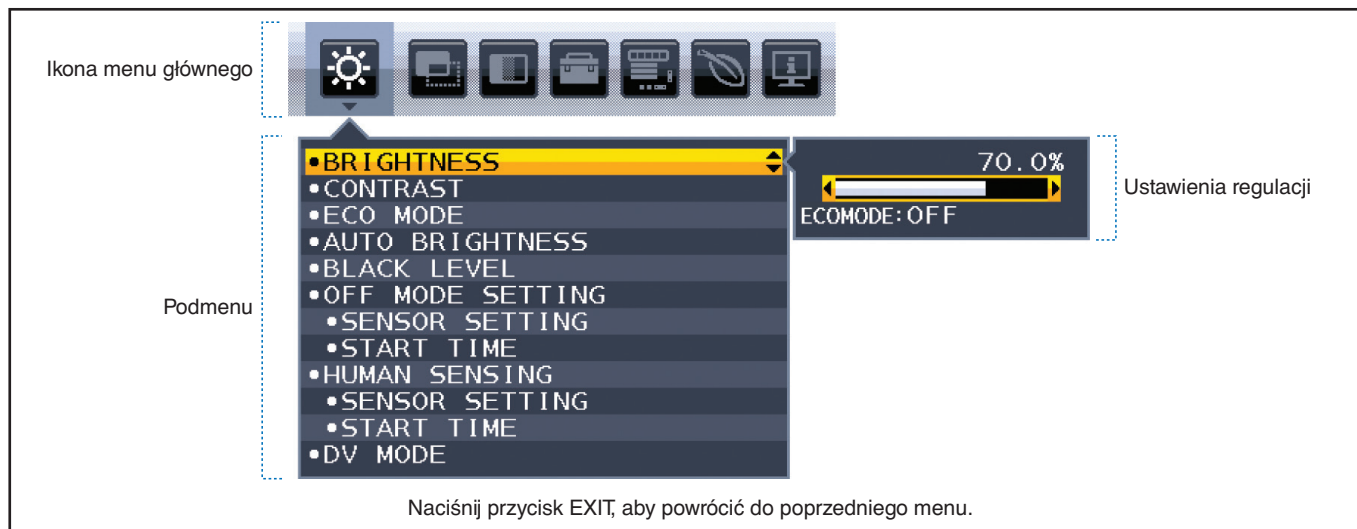 Ikona menu głównego
•BRIGHTNESS
•CONTRAST
•ECO MODE
•AUTO BRIGHTNESS
•BLACK LEVEL
•OFF MODE SETTING
•SENSOR SETTING
•START TIME
•HUMAN SENSING
•SENSOR SETTING
•START TIME
•DV MODE
70.0%
ECOMODE:OFF
Ustawienia regulacji
Podmenu
Naciśnij przycisk EXIT, aby powrócić do poprzedniego menu.